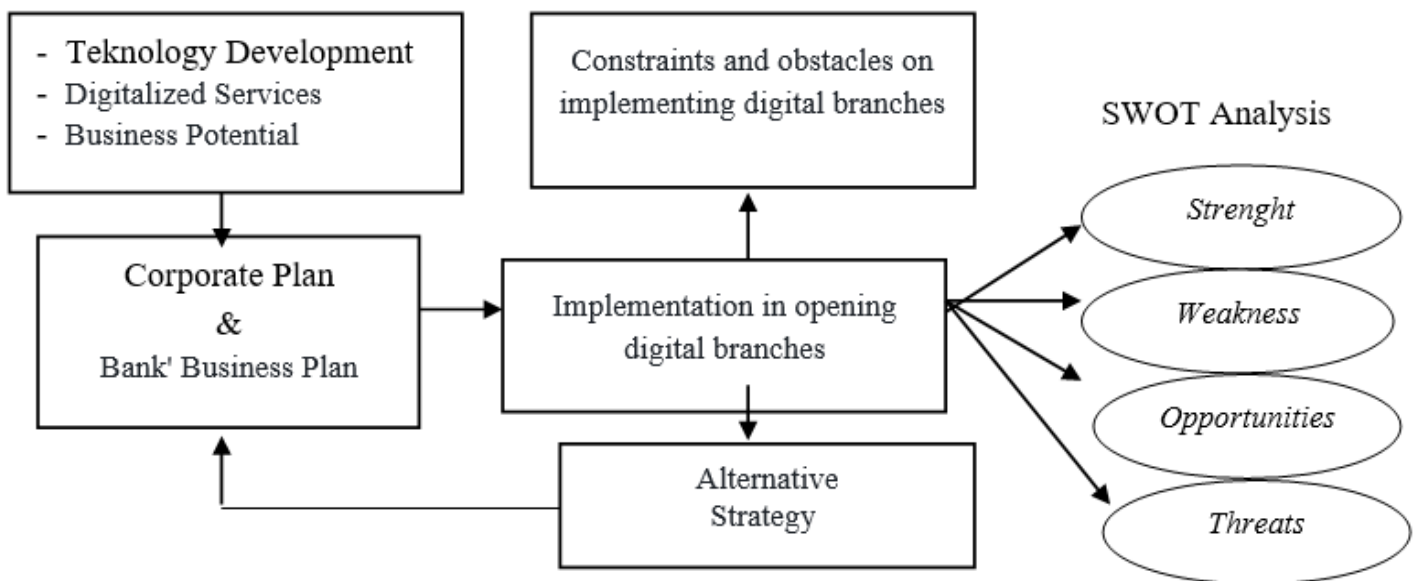 - Teknology Development
- Digitalized Services
- Business Potential
Constraints and obstacles on
implementing digital branches
SWOT Analysis
Corporate Plan
&
Bank' Business Plan
Implementation in opening
digital branches
Alternative
Strategy
Strenght
Weakness
Opportunities
Threats